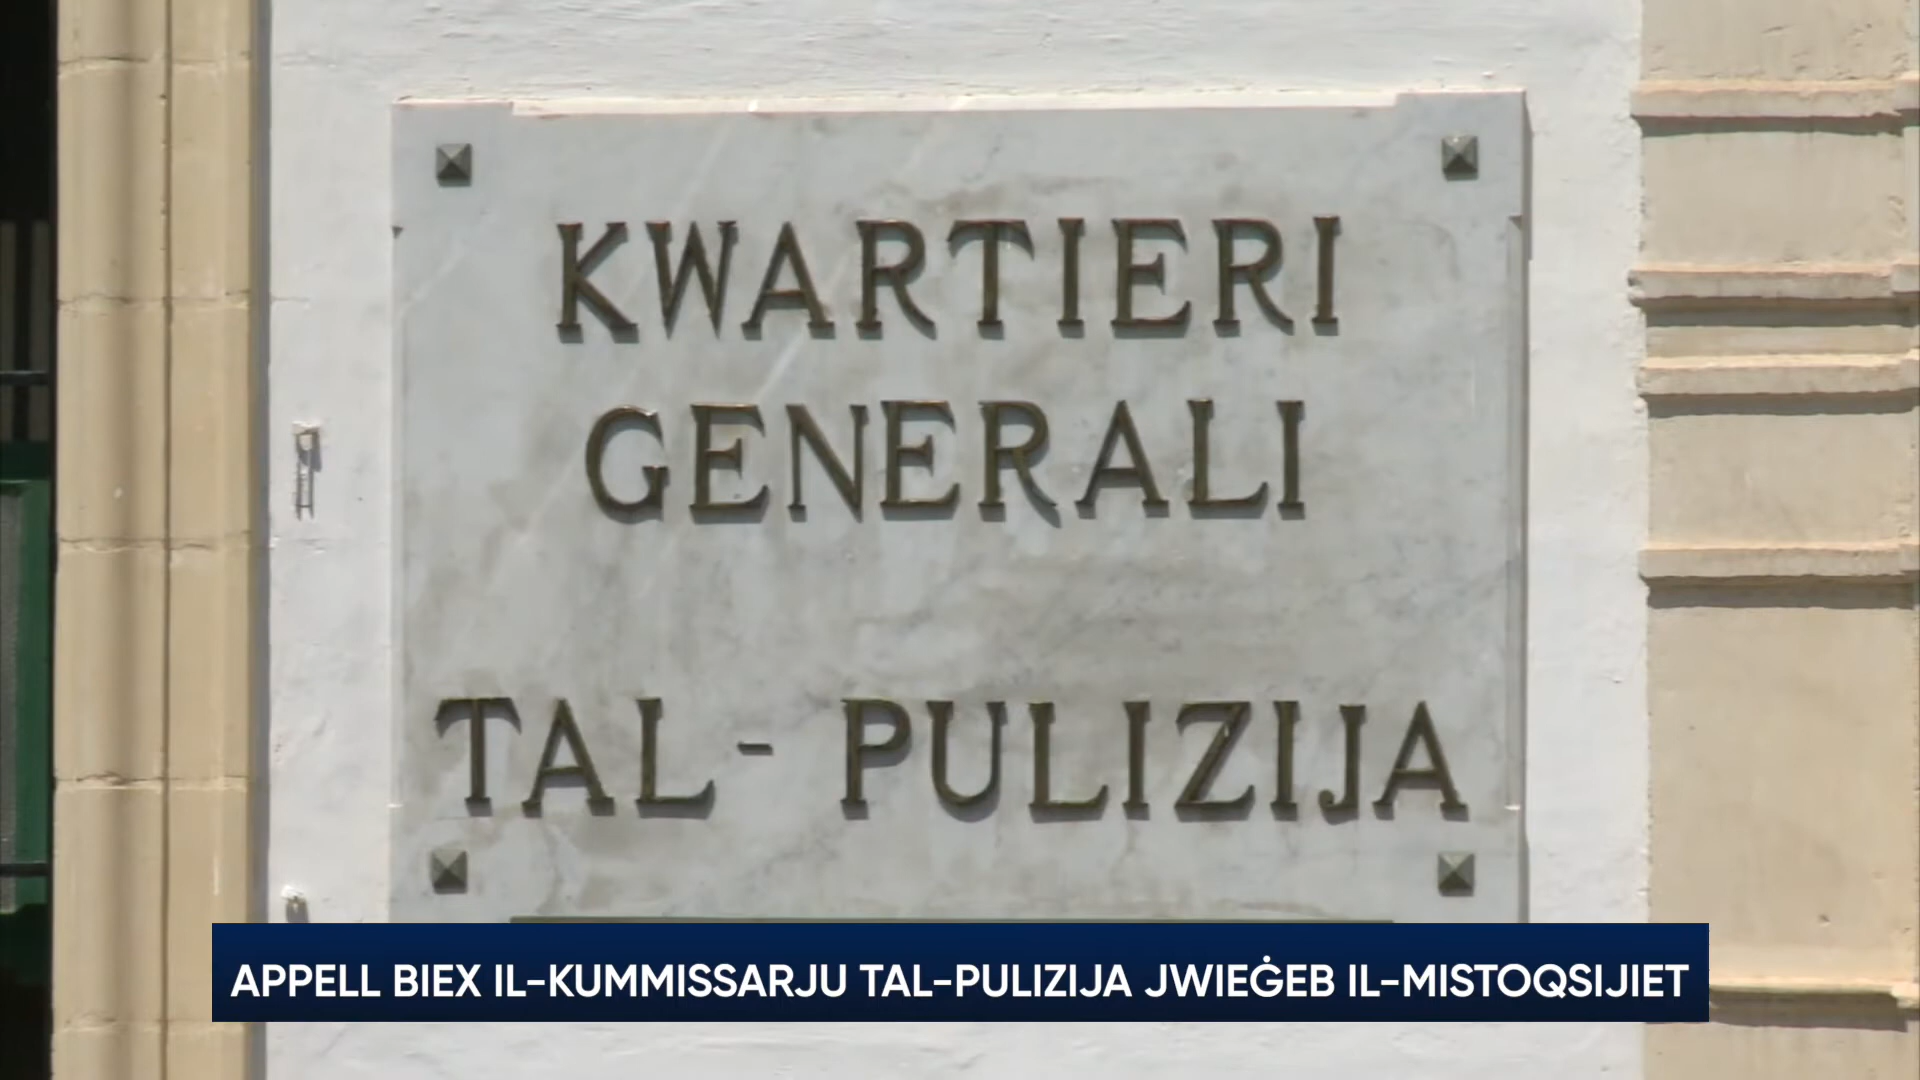 KWARTIERI
GENERALI
TAL-PULIZIJA
APPELL BIEX IL-KUMMISSARJU TAL-PULIZIJA JWIEĠEB IL-MISTOQSIJIET